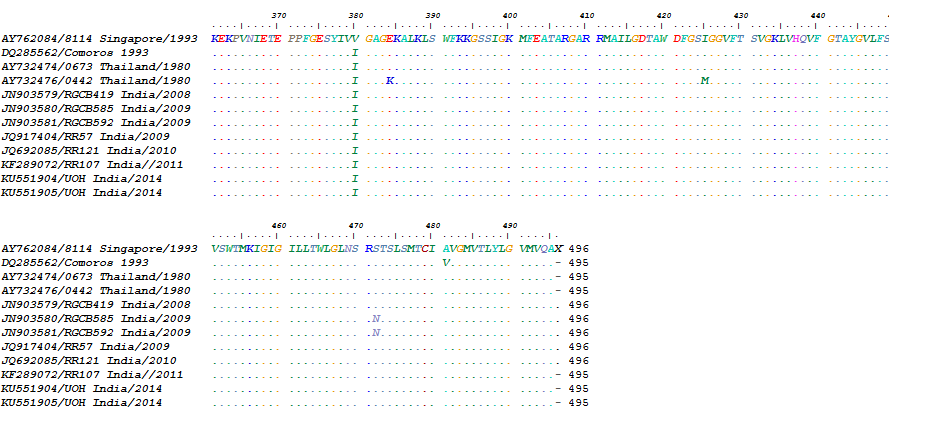 370 380 390 400 410 420 430 440
AY762084/8114 Singapore/1993 KEKPVNIETE PPFGESYIVV GAGEKALKLS WFKKGSSIGK MFEATARGAR RMAILGDTAW DFGSIGGVFT SVGKLVHQVF GTAYGVLFS
DQ285562/Comoros 1993 .......... .........I .......... .......... .......... .......... .......... .......... .........
AY732474/0673 Thailand/1980 .......... .........I .......... .......... .......... .......... .......... .......... .........
AY732476/0442 Thailand/1980 .......... .........I ...K...... .......... .......... .......... ....M..... .......... .........
JN903579/RGCB419 India/2008 .......... .........I .......... .......... .......... .......... .......... .......... .........
JN903580/RGCB585 India/2009 .......... .........I .......... .......... .......... .......... .......... .......... .........
JN903581/RGCB592 India/2009 .......... .........I .......... .......... .......... .......... .......... .......... .........
JQ917404/RR57 India/2009 .......... .........I .......... .......... .......... .......... .......... .......... .........
JQ692085/RR121 India/2010 .......... .........I .......... .......... .......... .......... .......... .......... .........
KF289072/RR107 India//2011 .......... .........I .......... .......... .......... .......... .......... .......... .........
KU551904/UOH India/2014 .......... .........I .......... .......... .......... .......... .......... .......... .........
KU551905/UOH India/2014 .......... .........I .......... .......... .......... .......... .......... .......... .........
460 470 480 490
AY762084/8114 Singapore/1993 VSWTMKIGIG ILLTWLGLNS RSTSLSMTCI AVGMVTLYLG VMVQAX 496
DQ285562/Comoros 1993 .......... .......... .......... V......... .....- 495
AY732474/0673 Thailand/1980 .......... .......... .......... .......... .....- 495
AY732476/0442 Thailand/1980 .......... .......... .......... .......... .....- 495
JN903579/RGCB419 India/2008 .......... .......... .......... .......... ...... 496
JN903580/RGCB585 India/2009 .......... .......... .N........ .......... ...... 496
JN903581/RGCB592 India/2009 .......... .......... .N........ .......... ...... 496
JQ917404/RR57 India/2009 .......... .......... .......... .......... ...... 496
JQ692085/RR121 India/2010 .......... .......... .......... .......... ...... 496
KF289072/RR107 India//2011 .......... .......... .......... .......... .....- 495
KU551904/UOH India/2014 .......... .......... .......... .......... .....- 495
KU551905/UOH India/2014 .......... .......... .......... .......... .....- 495